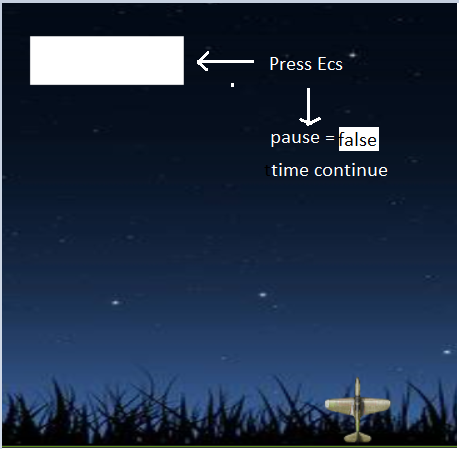 Press Ecs
pause = false
time continue